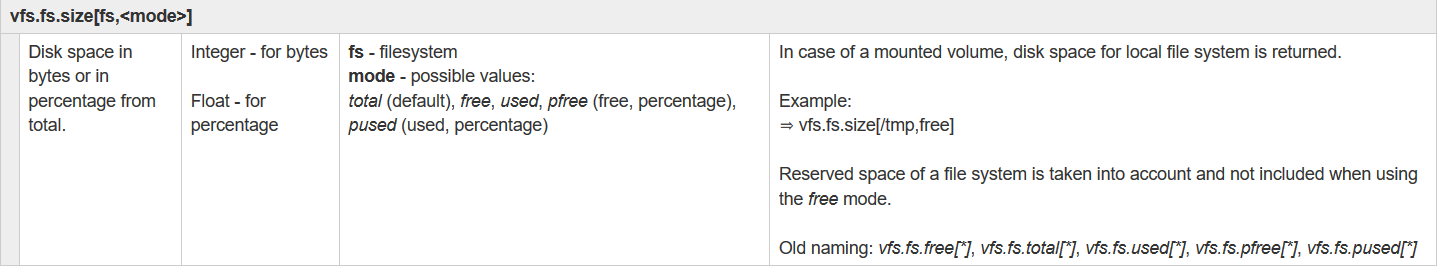 vfs.fs.size[fs,<mode>]
Disk space in
bytes or in
percentage from
total.
Integer - for bytes
Float - for
percentage
fs - filesystem
mode - possible values:
total (default), free, used, pfree (free, percentage),
pused (used, percentage)
In case of a mounted volume, disk space for local file system is returned.
Example:
⇒ vfs.fs.size[/tmp,free]
Reserved space of a file system is taken into account and not included when using
the free mode.
Old naming: vfs.fs.free[*], vfs.fs.total[*], vfs.fs.used[*], vfs.fs.pfree[*], vfs.fs.pused[*]